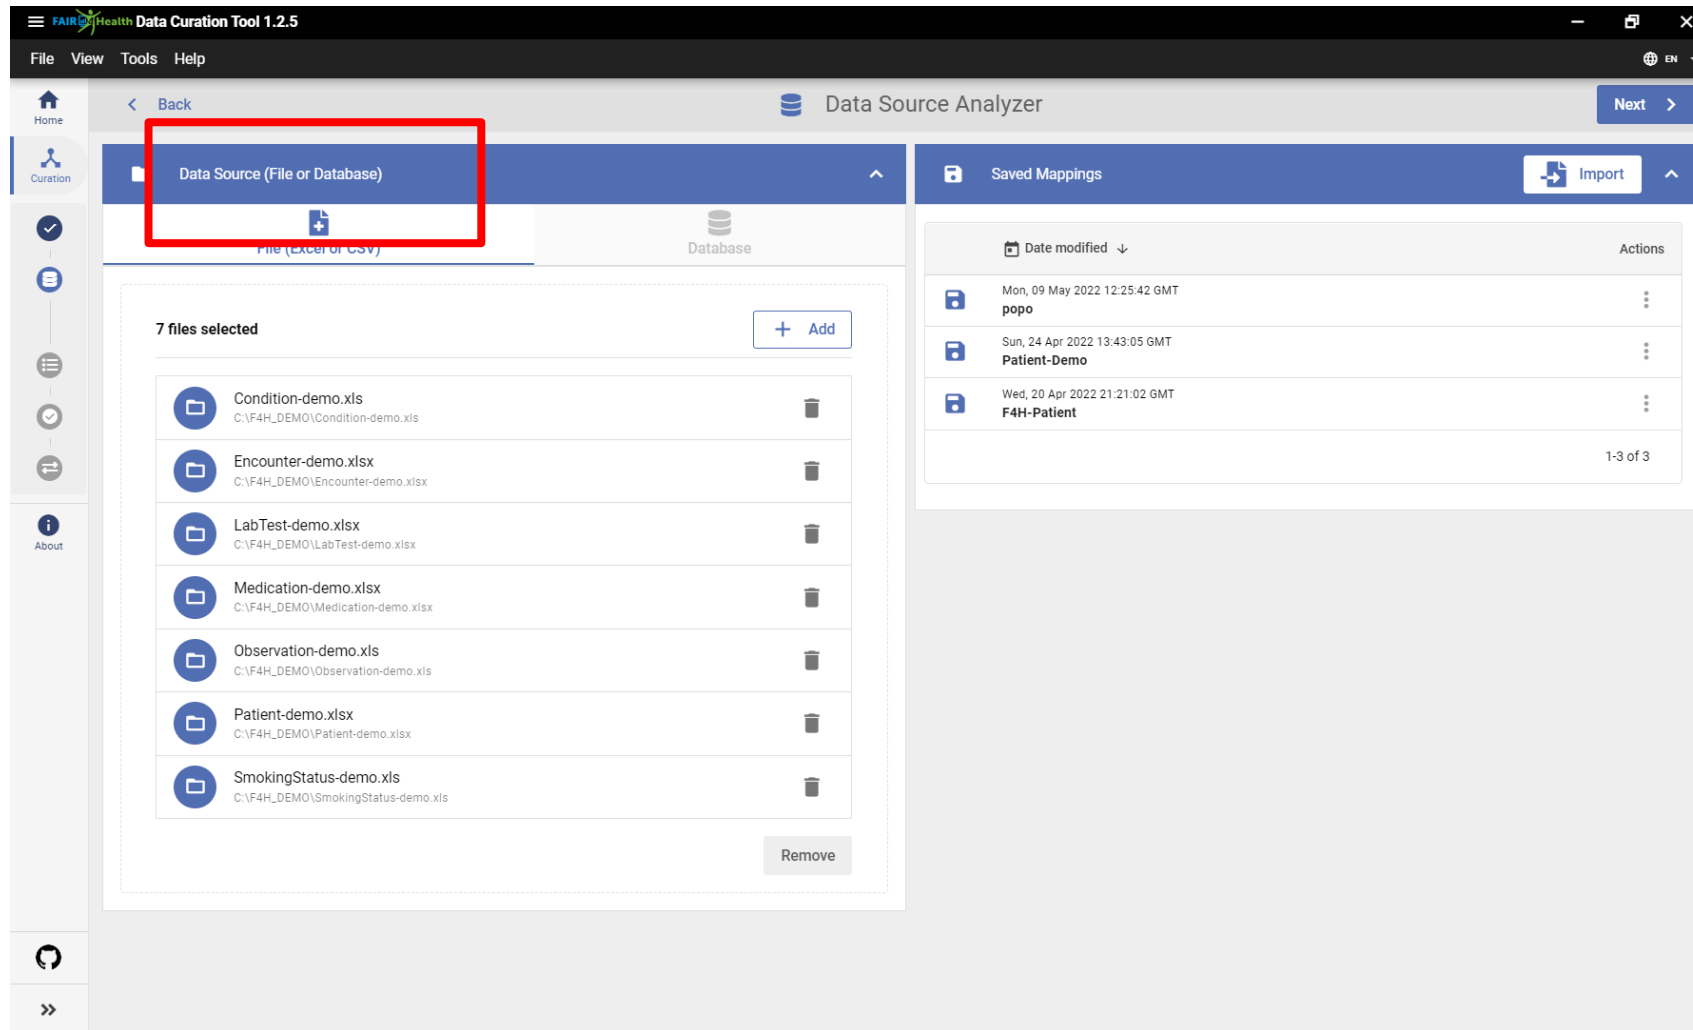 FAIR4Health Data Curation Tool 1.2.5
File View Tools Help
EN
Home
Back
Data Source Analyzer
Next
Curation
Data Source (File or Database)
Saved Mappings
Import
File (Excel or CSV)
Database
Date modified
Actions
7 files selected
Add
Mon, 09 May 2022 12:25:42 GMT
popo
Sun, 24 Apr 2022 13:43:05 GMT
Patient-Demo
Wed, 20 Apr 2022 21:21:02 GMT
F4H-Patient
1-3 of 3
Condition-demo.xls
C:\F4H_DEMO\Condition-demo.xls
Encounter-demo.xlsx
C:\F4H_DEMO\Encounter-demo.xlsx
LabTest-demo.xlsx
C:\F4H_DEMO\LabTest-demo.xlsx
Medication-demo.xlsx
C:\F4H_DEMO\Medication-demo.xlsx
Observation-demo.xls
C:\F4H_DEMO\Observation-demo.xls
Patient-demo.xlsx
C:\F4H_DEMO\Patient-demo.xlsx
SmokingStatus-demo.xls
C:\F4H_DEMO\SmokingStatus-demo.xls
Remove
About